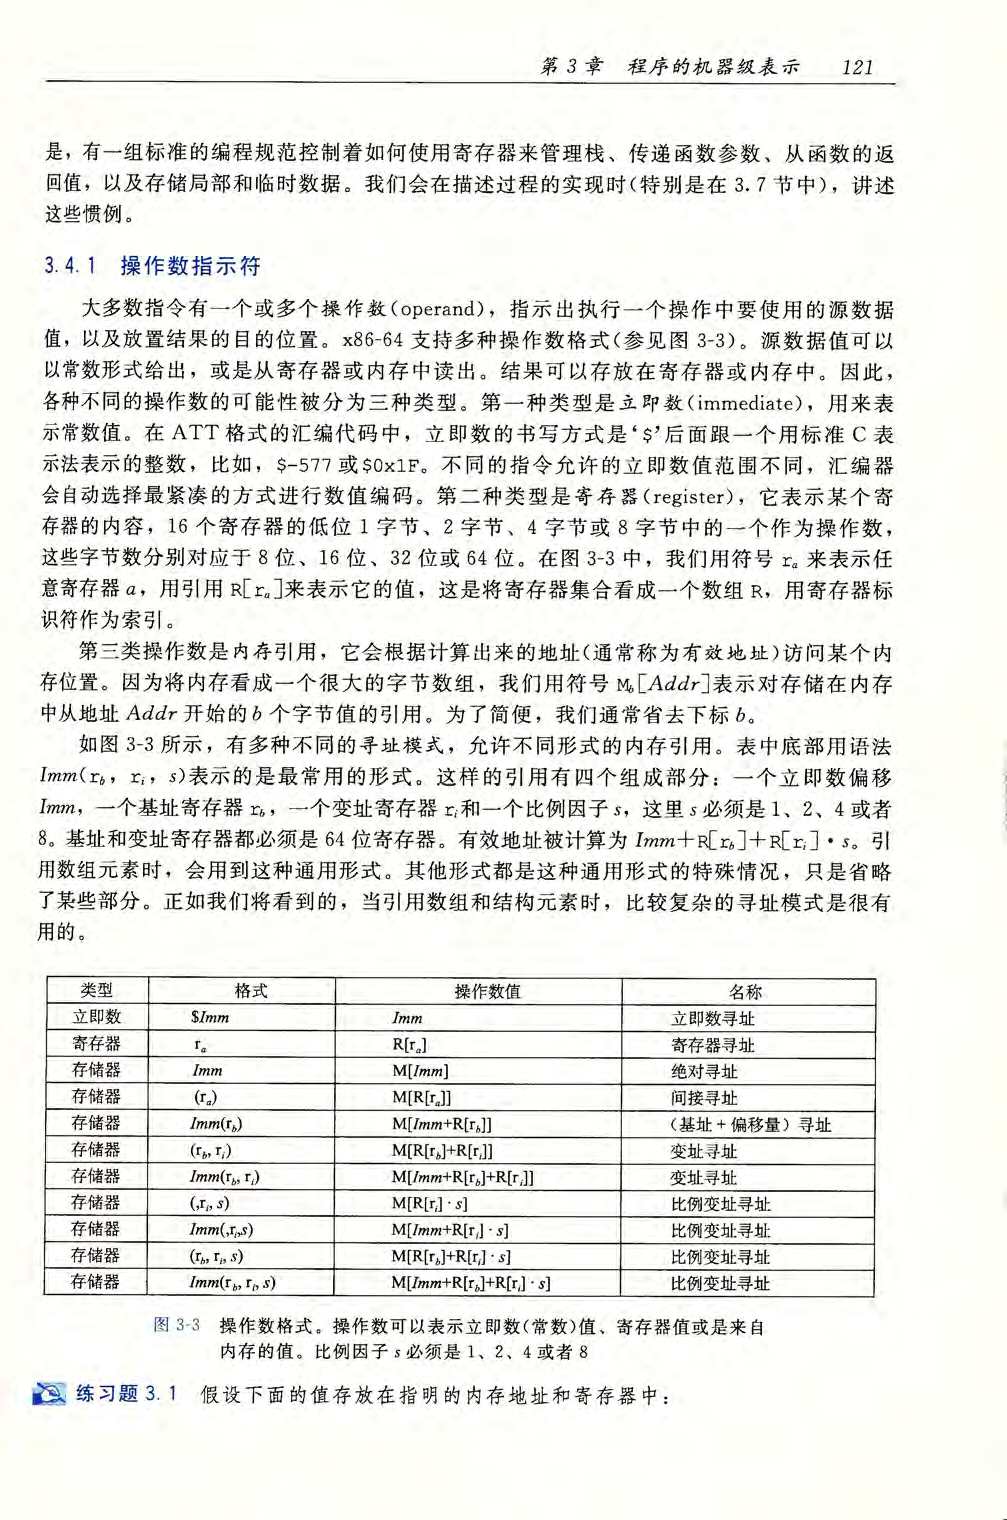 第 3 章 程序的机器级表示 121
是，有一组标准的编程规范控制着如何使用寄存器来管理栈、传递函数参数、从函数的返
回值，以及存储局部和临时数据。我们会在描述过程的实现时(特别是在 3.7 节中)，讲述
这些惯例。
3.4.1 操作数指示符
大多数指令有一个或多个操作数(operand)，指示出执行一个操作中要使用的源数据
值，以及放置结果的目的位置。x86-64 支持多种操作数格式(参见图 3-3)。源数据值可以
以常数形式给出，或是从寄存器或内存中读出。结果可以存放在寄存器或内存中。因此，
各种不同的操作数的可能性被分为三种类型。第一种类型是立即数(immediate)，用来表
示常数值。在 ATT 格式的汇编代码中，立即数的书写方式是‘$’后面跟一个用标准 C 表
示法表示的整数，比如，$-577 或$0x1F。不同的指令允许的立即数值范围不同，汇编器
会自动选择最紧凑的方式进行数值编码。第二种类型是寄存器(register)，它表示某个寄
存器的内容，16 个寄存器的低位 1 字节、2 字节、4 字节或 8 字节中的一个作为操作数，
这些字节数分别对应于 8 位、16 位、32 位或 64 位。在图 3-3 中，我们用符号 rₐ 来表示任
意寄存器 a，用引用 R[rₐ]来表示它的值，这是将寄存器集合看成一个数组 R，用寄存器标
识符作为索引。
第三类操作数是内存引用，它会根据计算出来的地址(通常称为有效地址)访问某个内
存位置。因为将内存看成一个很大的字节数组，我们用符号 M_b[Addr]表示对存储在内存
中从地址 Addr 开始的 b 个字节值的引用。为了简便，我们通常省去下标 b。
如图 3-3 所示，有多种不同的寻址模式，允许不同形式的内存引用。表中底部用语法
Imm(r_b，r_i，s)表示的是最常用的形式。这样的引用有四个组成部分：一个立即数偏移
Imm，一个基址寄存器 r_b，一个变址寄存器 r_i和一个比例因子 s，这里 s 必须是 1、2、4 或者
8。基址和变址寄存器都必须是 64 位寄存器。有效地址被计算为 Imm+R[r_b]+R[r_i]·s。引
用数组元素时，会用到这种通用形式。其他形式都是这种通用形式的特殊情况，只是省略
了某些部分。正如我们将看到的，当引用数组和结构元素时，比较复杂的寻址模式是很有
用的。
类型 格式 操作数值 名称
立即数 $Imm Imm 立即数寻址
寄存器 rₐ R[rₐ] 寄存器寻址
存储器 Imm M[Imm] 绝对寻址
存储器 (rₐ) M[R[rₐ]] 间接寻址
存储器 Imm(r_b) M[Imm+R[r_b]] （基址 + 偏移量）寻址
存储器 (r_b, r_i) M[R[r_b]+R[r_i]] 变址寻址
存储器 Imm(r_b, r_i) M[Imm+R[r_b]+R[r_i]] 变址寻址
存储器 (,r_i, s) M[R[r_i]·s] 比例变址寻址
存储器 Imm(,r_i,s) M[Imm+R[r_i]·s] 比例变址寻址
存储器 (r_b, r_i, s) M[R[r_b]+R[r_i]·s] 比例变址寻址
存储器 Imm(r_b, r_i, s) M[Imm+R[r_b]+R[r_i]·s] 比例变址寻址
图 3-3 操作数格式。操作数可以表示立即数(常数)值、寄存器值或是来自
内存的值。比例因子 s 必须是 1、2、4 或者 8
练习题 3.1 假设下面的值存放在指明的内存地址和寄存器中：